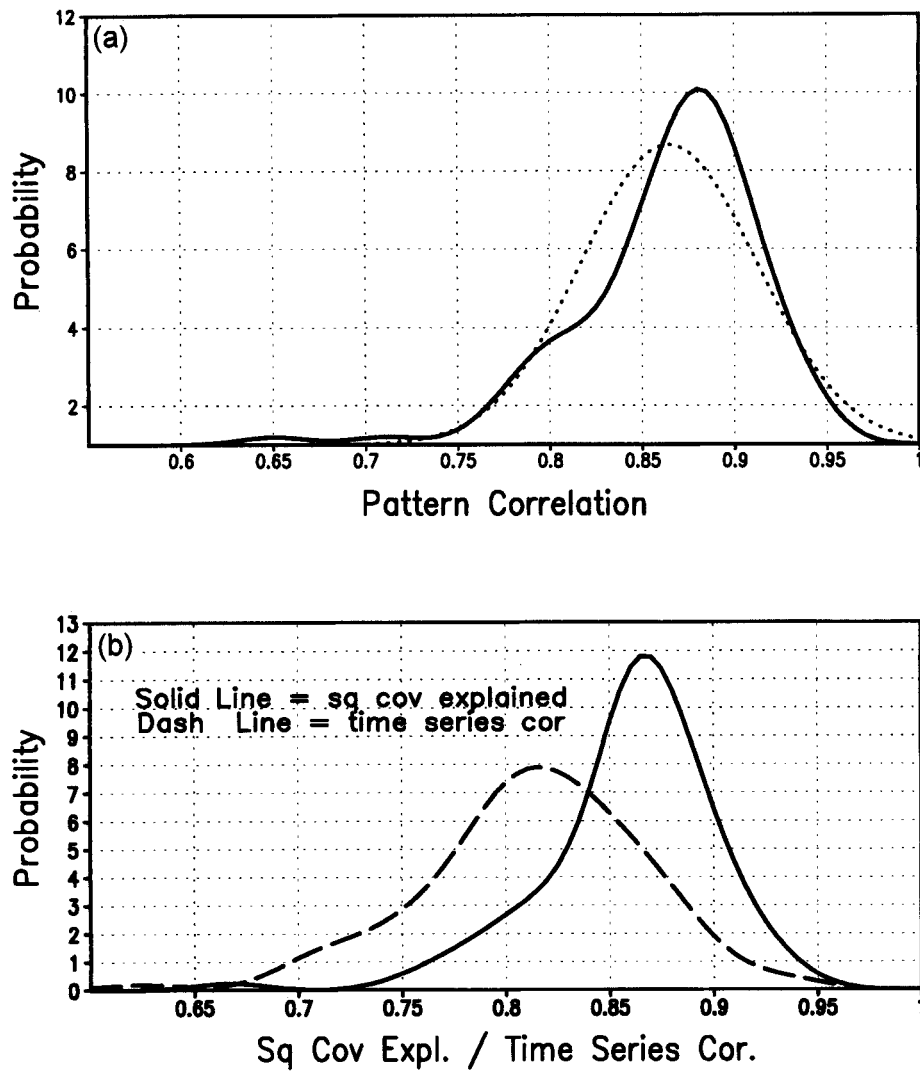 (a)
12
10
8
6
4
2
Probability
0.6 0.65 0.7 0.75 0.8 0.85 0.9 0.95 1
Pattern Correlation
(b)
13
12
11
10
9
8
7
6
5
4
3
2
1
0
Probability
Solid Line = sq cov explained
Dash Line = time series cor
0.65 0.7 0.75 0.8 0.85 0.9 0.95 1
Sq Cov Expl. / Time Series Cor.